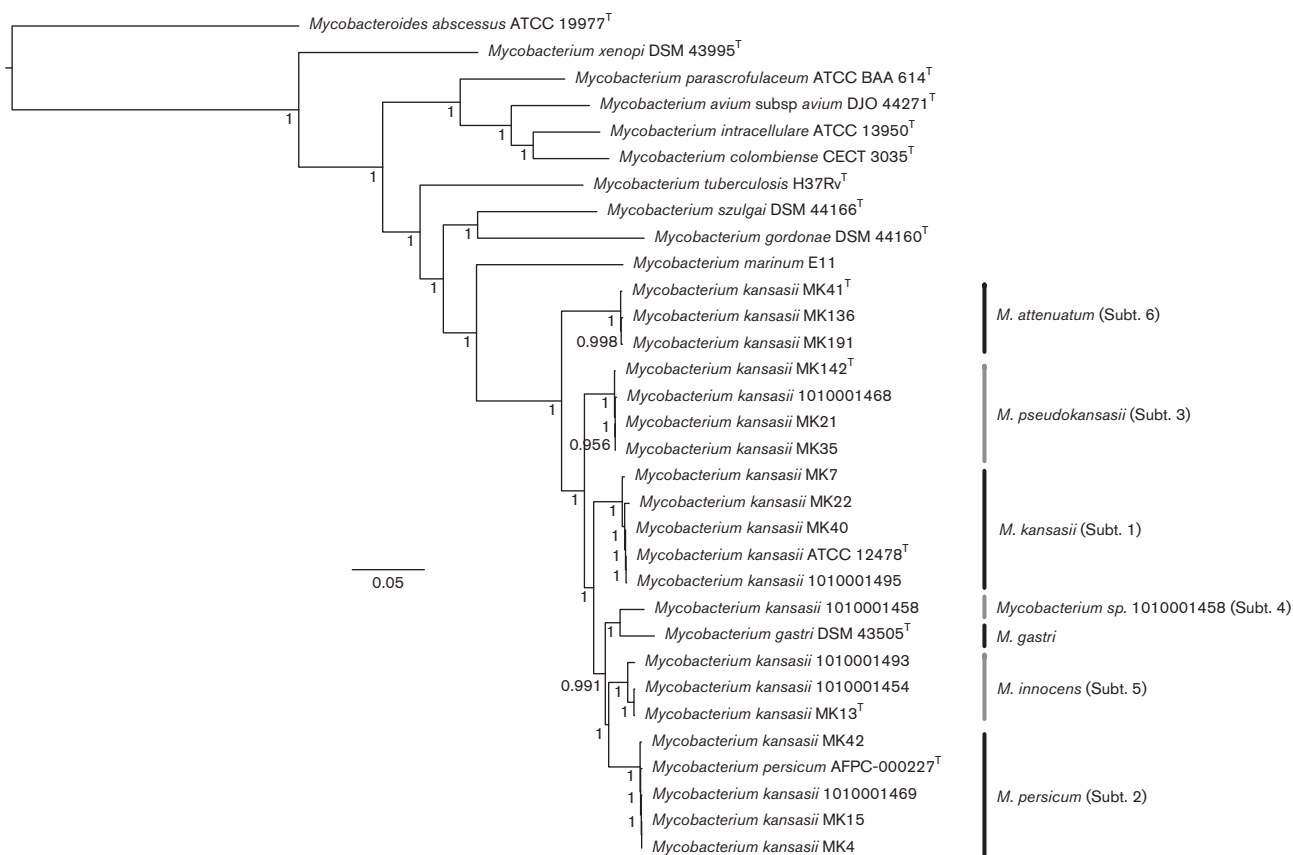 Mycobacteroides abscessus ATCC 19977T
Mycobacterium xenopi DSM 43995T
Mycobacterium parascrofulaceum ATCC BAA 614T
Mycobacterium avium subsp avium DJO 44271T
1
1
Mycobacterium intracellulare ATCC 13950T
1
1
Mycobacterium colombiense CECT 3035T
1
Mycobacterium tuberculosis H37RvT
Mycobacterium szulgai DSM 44166T
1
1
Mycobacterium gordonae DSM 44160T
Mycobacterium marinum E11
1
Mycobacterium kansasii MK41T
Mycobacterium kansasii MK136
M. attenuatum (Subt. 6)
1
1
0.998
Mycobacterium kansasii MK191
Mycobacterium kansasii MK142T
Mycobacterium kansasii 1010001468
1
1
Mycobacterium kansasii MK21
M. pseudokansasii (Subt. 3)
1
0.956
Mycobacterium kansasii MK35
Mycobacterium kansasii MK7
1
Mycobacterium kansasii MK22
1
Mycobacterium kansasii MK40
M. kansasii (Subt. 1)
1
1
Mycobacterium kansasii ATCC 12478T
1
0.05
Mycobacterium kansasii 1010001495
1
Mycobacterium kansasii 1010001458
Mycobacterium sp. 1010001458 (Subt. 4)
1
Mycobacterium gastri DSM 43505T
M. gastri
Mycobacterium kansasii 1010001493
0.991
1
Mycobacterium kansasii 1010001454
M. innocens (Subt. 5)
1
Mycobacterium kansasii MK13T
1
Mycobacterium kansasii MK42
Mycobacterium persicum AFPC-000227T
1
1
Mycobacterium kansasii 1010001469
M. persicum (Subt. 2)
1
Mycobacterium kansasii MK15
Mycobacterium kansasii MK4